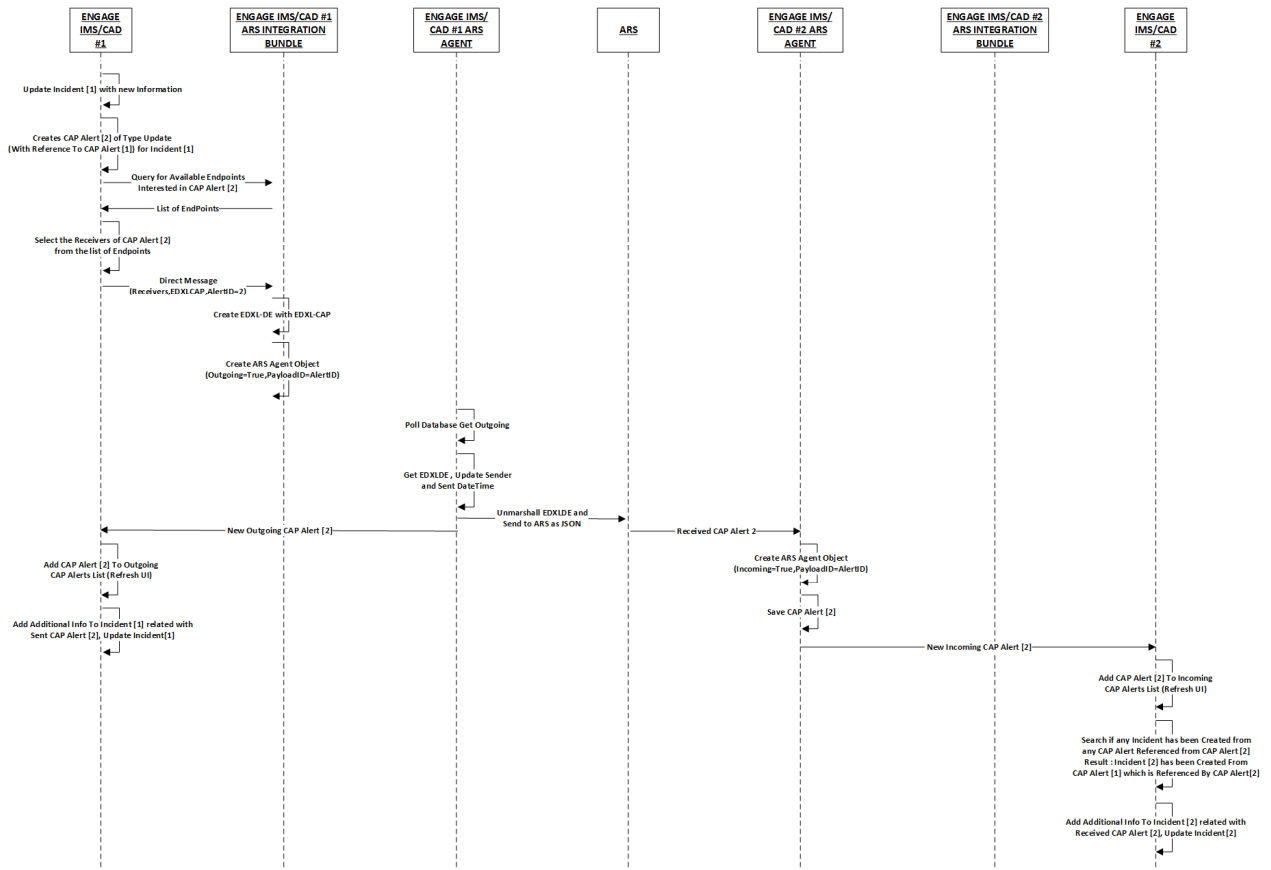 ENGAGE
IMS/CAD
#1
ENGAGE IMS/CAD #1
ARS INTEGRATION
BUNDLE
ENGAGE IMS/
CAD #1 ARS
AGENT
ARS
ENGAGE IMS/
CAD #2 ARS
AGENT
ENGAGE IMS/CAD #2
ARS INTEGRATION
BUNDLE
ENGAGE
IMS/CAD
#2
Update Incident [1] with new Information
Creates CAP Alert [2] of Type Update
(With Reference To CAP Alert [1]) for Incident [1]
Query for Available Endpoints
Interested in CAP Alert [2]
List of EndPoints
Select the Receivers of CAP Alert [2]
from the list of Endpoints
Direct Message
(Receivers,EDXLCAP,AlertID=2)
Create EDXL-DE with EDXL-CAP
Create ARS Agent Object
(Outgoing=True,PayloadID=AlertID)
Poll Database Get Outgoing
Get EDXLDE , Update Sender
and Sent DateTime
Unmarshall EDXLDE and
Send to ARS as JSON
New Outgoing CAP Alert [2]
Received CAP Alert 2
Add CAP Alert [2] To Outgoing
CAP Alerts List (Refresh UI)
Create ARS Agent Object
(Incoming=True,PayloadID=AlertID)
Save CAP Alert [2]
Add Additional Info To Incident [1] related with
Sent CAP Alert [2], Update Incident[1]
New Incoming CAP Alert [2]
Add CAP Alert [2] To Incoming
CAP Alerts List (Refresh UI)
Search if any Incident has been Created from
any CAP Alert Referenced from CAP Alert [2]
Result : Incident [2] has been Created From
CAP Alert [1] which is Referenced By CAP Alert[2]
Add Additional Info To Incident [2] related with
Received CAP Alert [2], Update Incident[2]